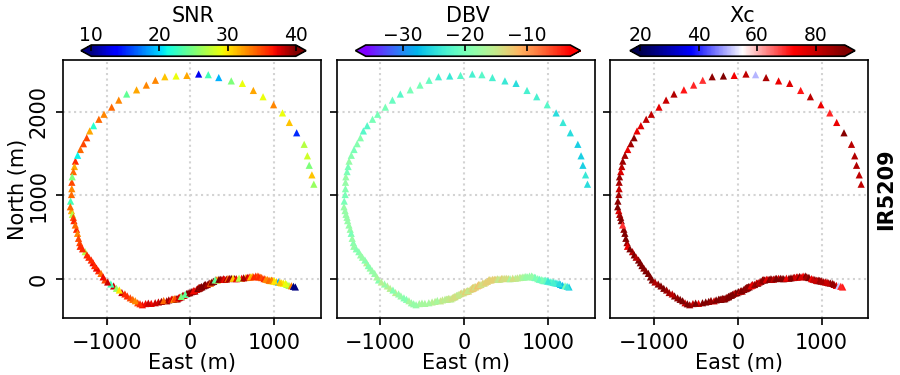 SNR DBV Xc
10 20 30 40 −30 −20 −10 20 40 60 80
2000
1000
0
North (m)
IR5209
−1000 0 1000 −1000 0 1000 −1000 0 1000
East (m) East (m) East (m)